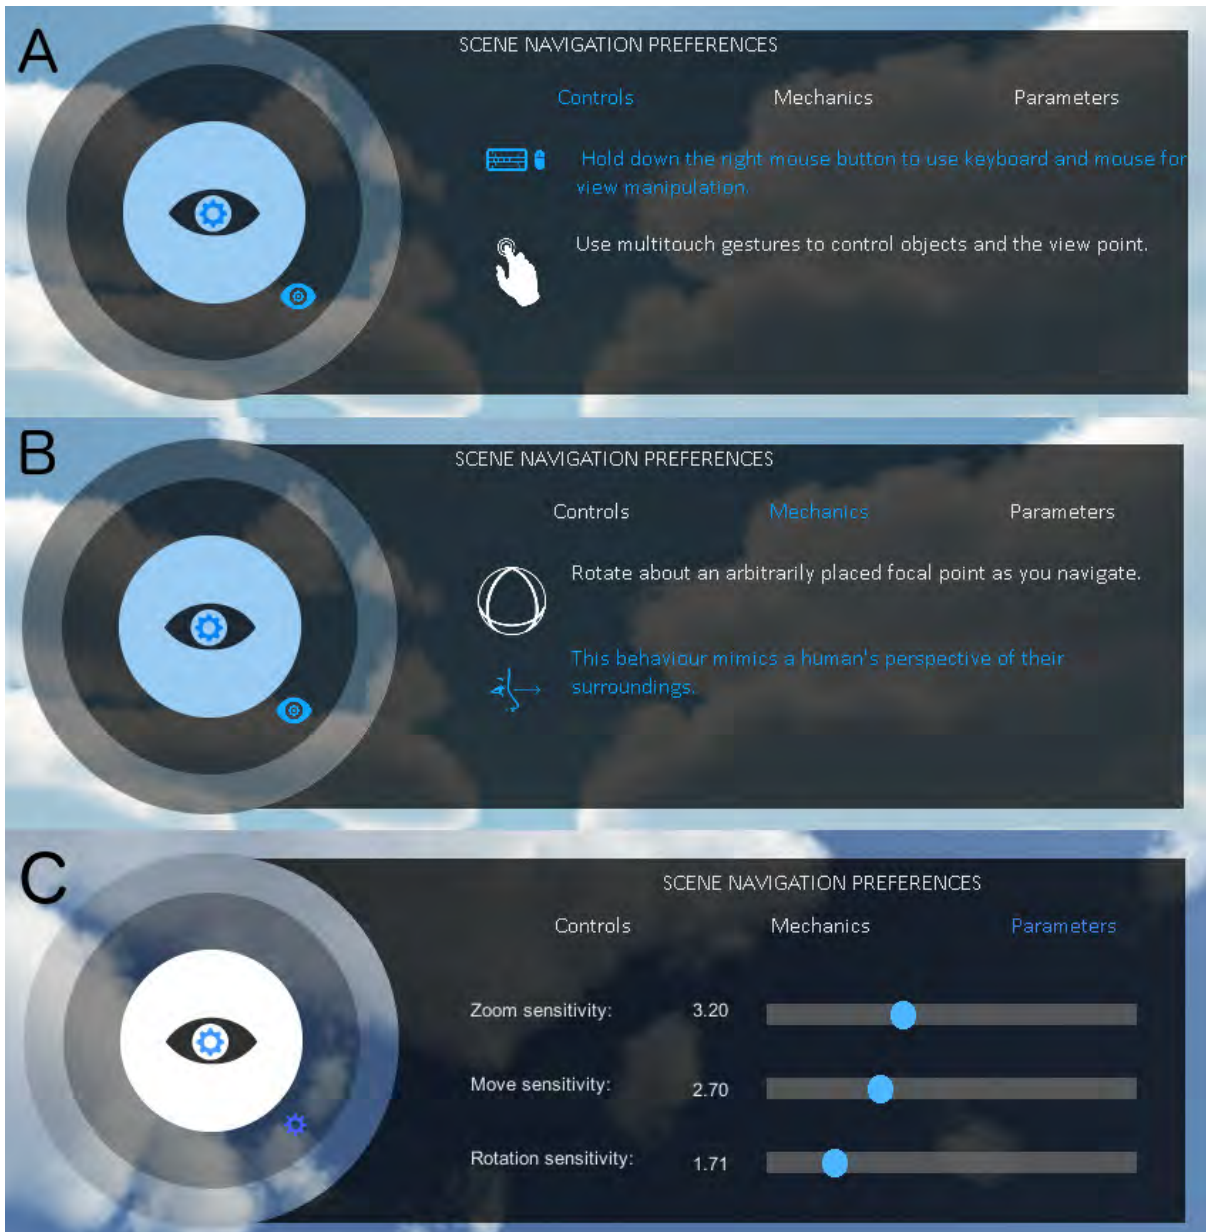 A
SCENE NAVIGATION PREFERENCES
Controls Mechanics Parameters
Hold down the right mouse button to use keyboard and mouse for
view manipulation.
Use multitouch gestures to control objects and the view point.
B
SCENE NAVIGATION PREFERENCES
Controls Mechanics Parameters
Rotate about an arbitrarily placed focal point as you navigate.
This behaviour mimics a human's perspective of their
surroundings.
C
SCENE NAVIGATION PREFERENCES
Controls Mechanics Parameters
Zoom sensitivity: 3.20
Move sensitivity: 2.70
Rotation sensitivity: 1.71